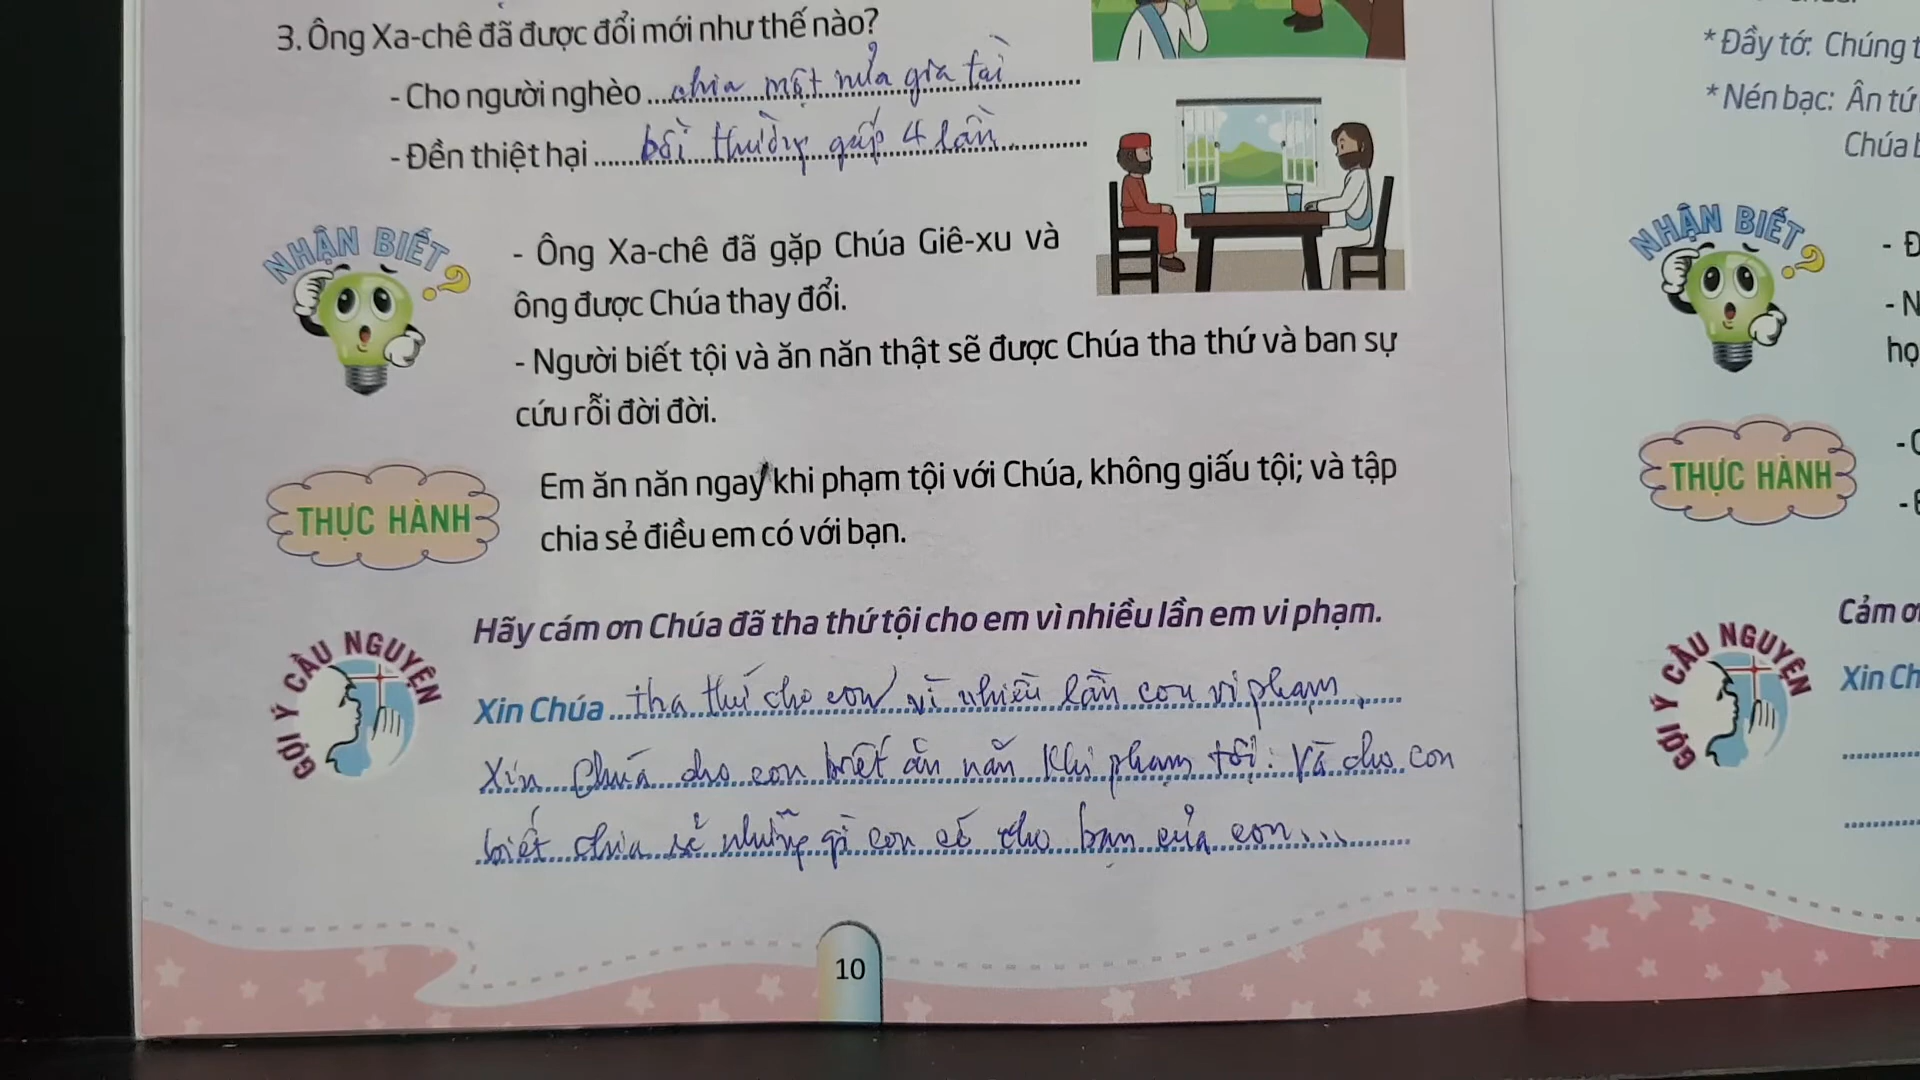 3. Ông Xa-chê đã được đổi mới như thế nào?
- Cho người nghèo ... chia một nửa gia tài ...
- Đền thiệt hại ... bồi thường gấp 4 lần ...
NHẬN BIẾT ?
- Ông Xa-chê đã gặp Chúa Giê-xu và
ông được Chúa thay đổi.
- Người biết tội và ăn năn thật sẽ được Chúa tha thứ và ban sự
cứu rỗi đời đời.
THỰC HÀNH
Em ăn năn ngay khi phạm tội với Chúa, không giấu tội; và tập
chia sẻ điều em có với bạn.
GỢI Ý CẦU NGUYỆN
Hãy cám ơn Chúa đã tha thứ tội cho em vì nhiều lần em vi phạm.
Xin Chúa ... tha thứ cho con vì nhiều lần con vi phạm.
Xin Chúa cho con biết ăn năn khi phạm tội. Và cho con
biết chia sẻ những gì con có cho bạn của con...
10
* Đầy tớ: Chúng t
* Nén bạc: Ân tứ
Chúa b
NHẬN BIẾT ?
- Đ
- N
họ
THỰC HÀNH
GỢI Ý CẦU NGUYỆN
Cảm ơ
Xin Ch